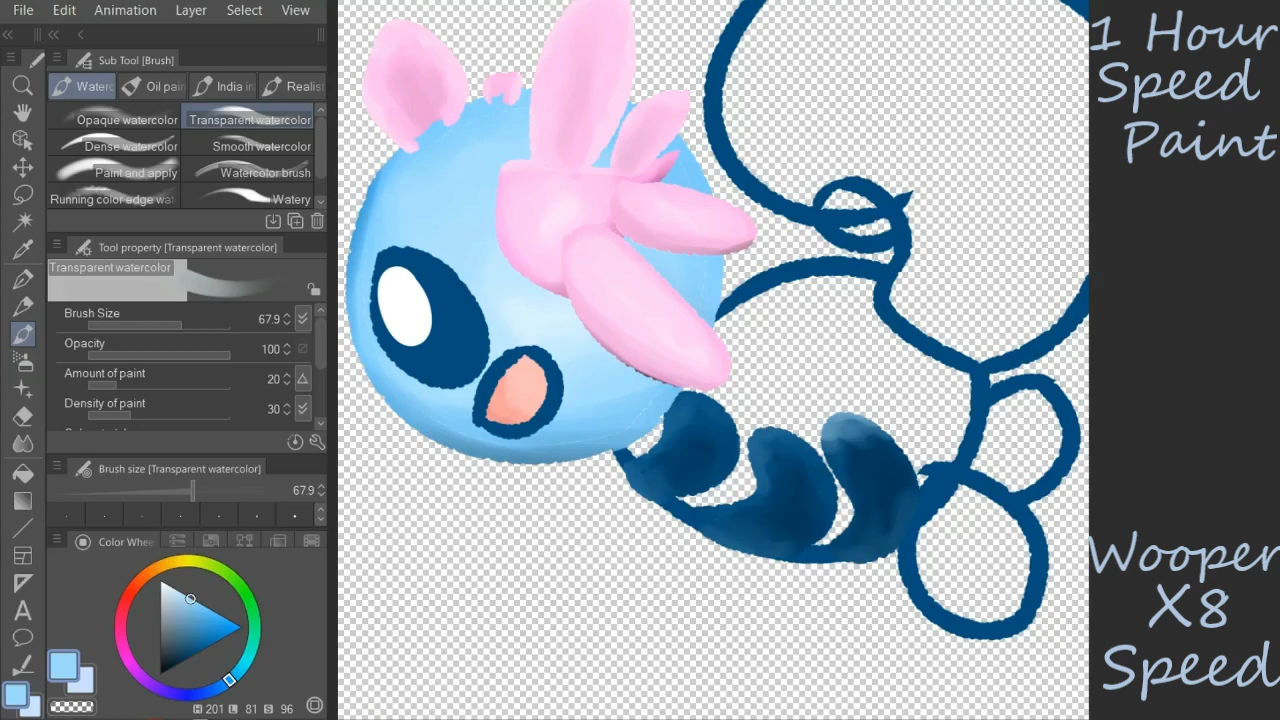 File Edit Animation Layer Select View
Sub Tool [Brush]
Waterc Oil pai India in Realis
Opaque watercolor Transparent watercolor
Dense watercolor Smooth watercolor
Paint and apply Watercolor brush
Running color edge wat Watery
Tool property [Transparent watercolor]
Transparent watercolor
Brush Size 67.9
Opacity 100
Amount of paint 20
Density of paint 30
Brush size [Transparent watercolor]
67.9
Color Whee
H 201 L 81 S 96
1 Hour
Speed
Paint
Wooper
X8
Speed